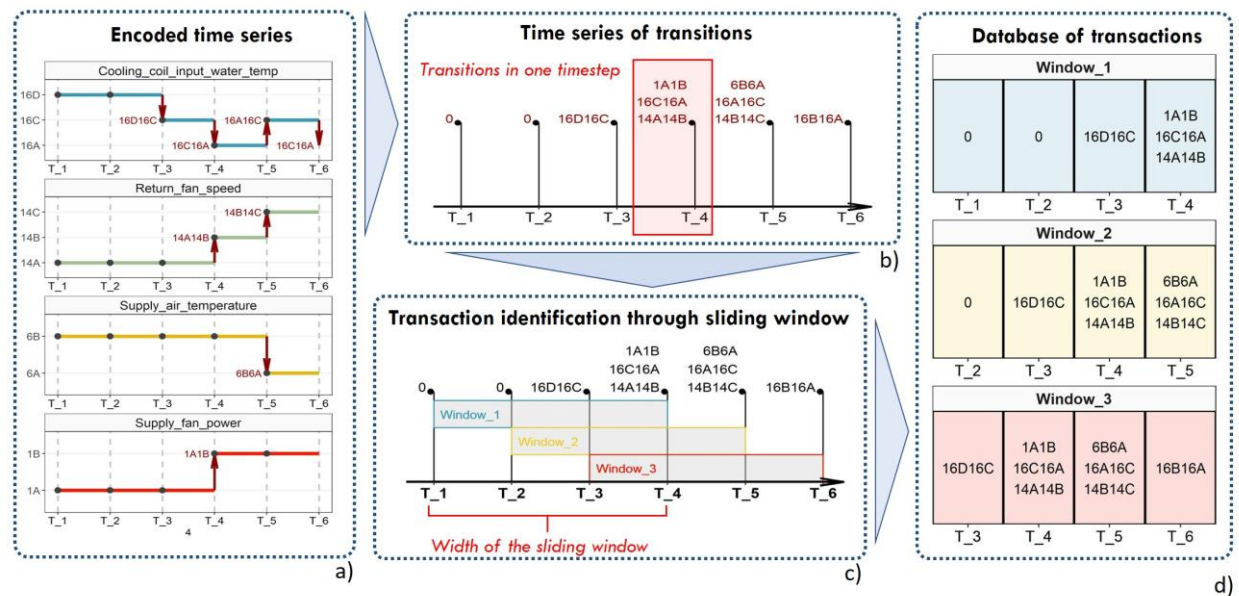 Encoded time series
Cooling_coil_input_water_temp
16D
16C
16A
16D16C
16C16A
16A16C
16C16A
T_1 T_2 T_3 T_4 T_5 T_6
Return_fan_speed
14C
14B
14A
14A14B
14B14C
T_1 T_2 T_3 T_4 T_5 T_6
Supply_air_temperature
6B
6A
6B6A
T_1 T_2 T_3 T_4 T_5 T_6
Supply_fan_power
1B
1A
1A1B
T_1 T_2 T_3 T_4 T_5 T_6
4
a)
Time series of transitions
Transitions in one timestep
1A1B 6B6A
16C16A 16A16C
0 0 16D16C 14A14B 14B14C 16B16A
T_1 T_2 T_3 T_4 T_5 T_6
b)
Transaction identification through sliding window
1A1B 6B6A
16C16A 16A16C
0 0 16D16C 14A14B 14B14C 16B16A
Window_1
Window_2
Window_3
T_1 T_2 T_3 T_4 T_5 T_6
Width of the sliding window
c)
Database of transactions
Window_1
0 0 16D16C 1A1B
16C16A
14A14B
T_1 T_2 T_3 T_4
Window_2
1A1B 6B6A
0 16D16C 16C16A 16A16C
14A14B 14B14C
T_2 T_3 T_4 T_5
Window_3
1A1B 6B6A
16D16C 16C16A 16A16C 16B16A
14A14B 14B14C
T_3 T_4 T_5 T_6
d)